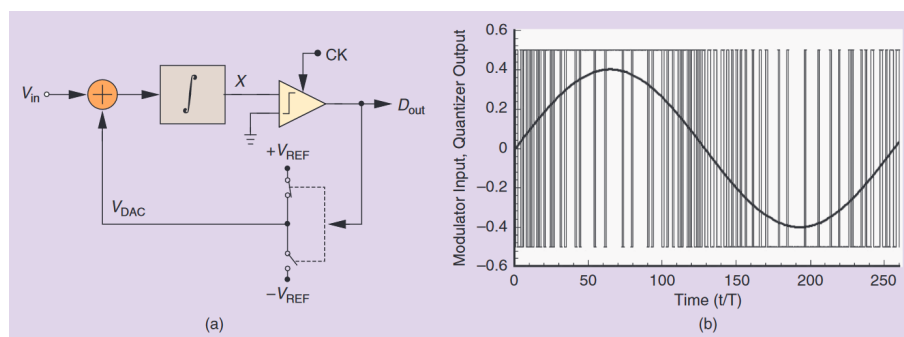 CK
V_in
X
D_out
+V_REF
V_DAC
−V_REF
(a)
Modulator Input, Quantizer Output
0.6
0.4
0.2
0
−0.2
−0.4
−0.6
0 50 100 150 200 250
Time (t/T)
(b)